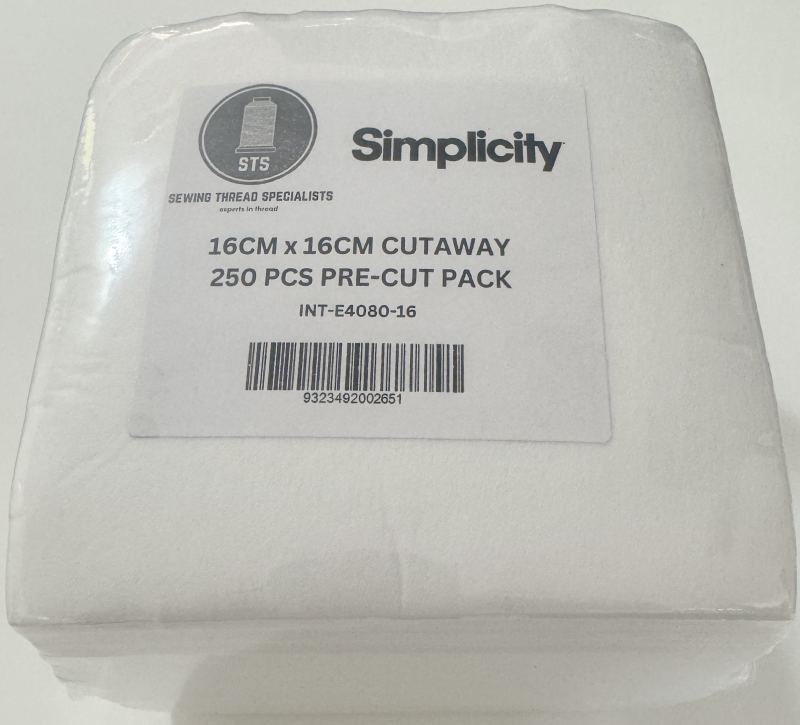 STS
SEWING THREAD SPECIALISTS
experts in thread
Simplicity
16CM x 16CM CUTAWAY
250 PCS PRE-CUT PACK
INT-E4080-16
9323492002651